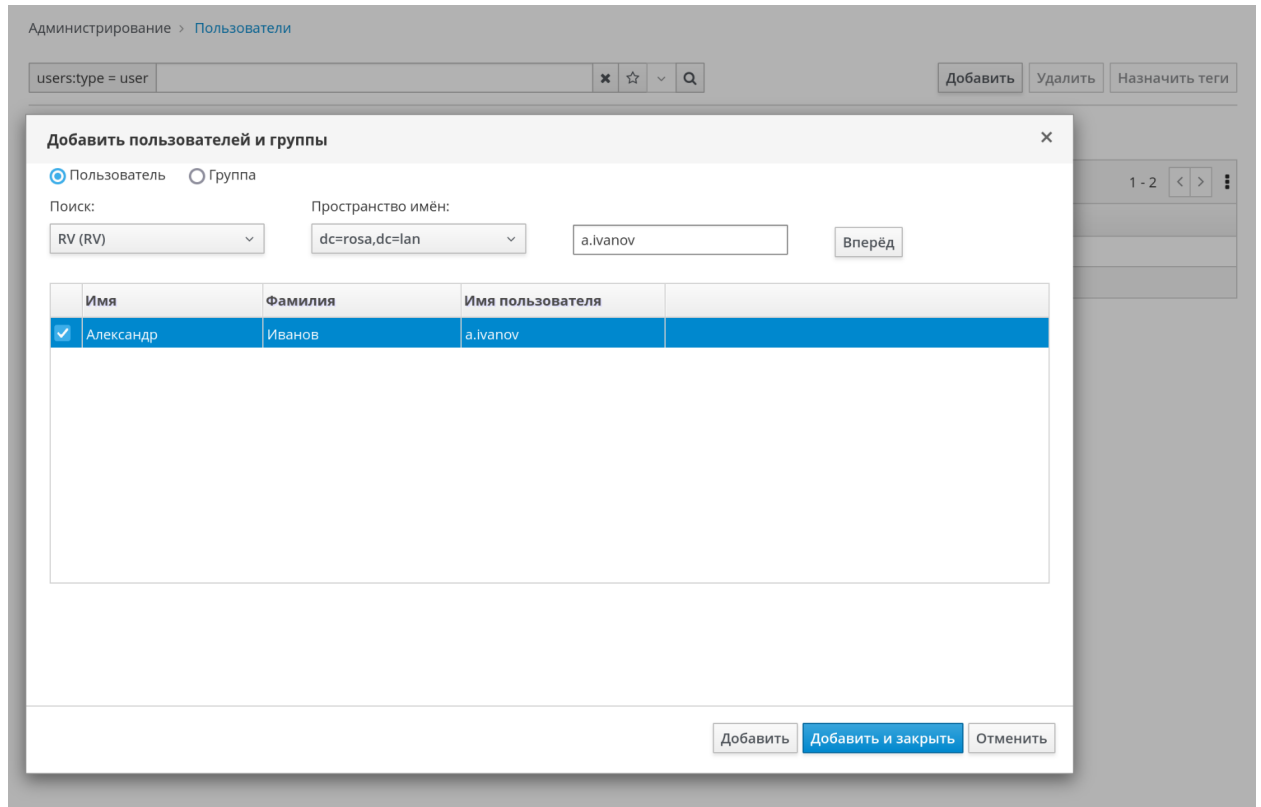 Администрирование > Пользователи
users:type = user
Добавить Удалить Назначить теги
Добавить пользователей и группы
1 - 2
Пользователь Группа
Поиск: Пространство имён:
RV (RV) dc=rosa,dc=lan a.ivanov Вперёд
Имя Фамилия Имя пользователя
Александр Иванов a.ivanov
Добавить Добавить и закрыть Отменить